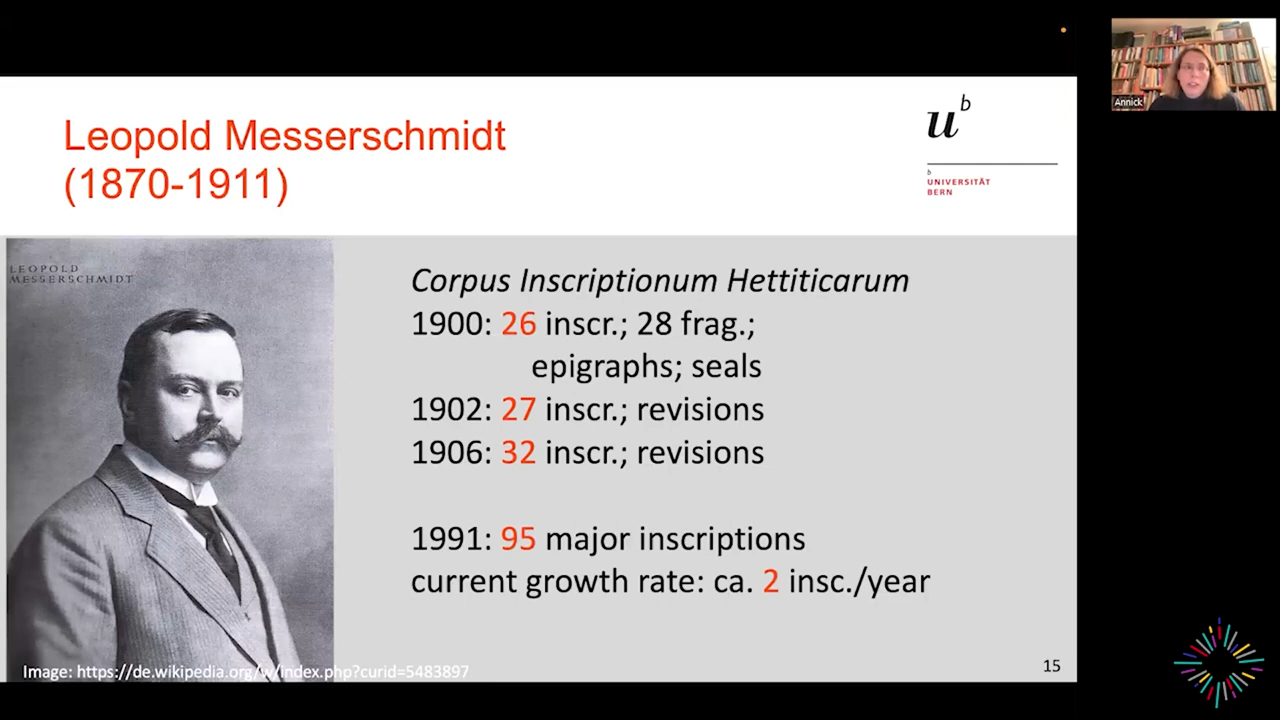 Leopold Messerschmidt
(1870-1911)
u b
b
UNIVERSITÄT
BERN
Annick
LEOPOLD
MESSERSCHMIDT
Corpus Inscriptionum Hettiticarum
1900: 26 inscr.; 28 frag.;
epigraphs; seals
1902: 27 inscr.; revisions
1906: 32 inscr.; revisions
1991: 95 major inscriptions
current growth rate: ca. 2 insc./year
Image: https://de.wikipedia.org/w/index.php?curid=5483897
15